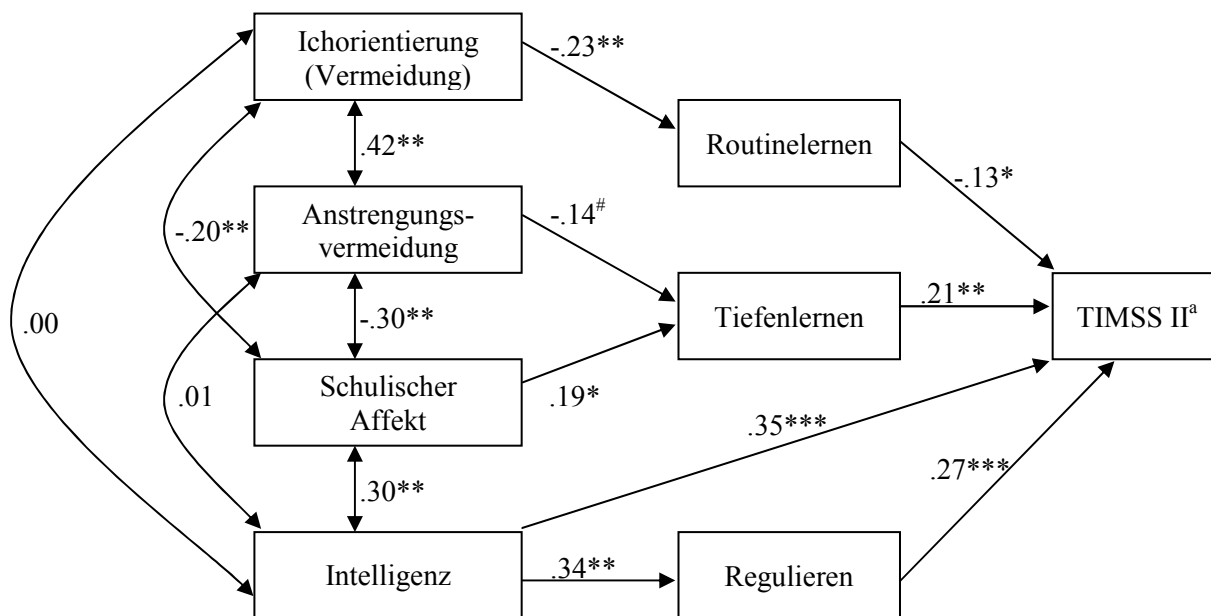 Ichorientierung
(Vermeidung)
-.23**
Routinelernen
.42**
-.13*
Anstrengungs-
vermeidung
-.14#
-.20**
Tiefenlernen
.21**
TIMSS IIa
.00
-.30**
.01
Schulischer
Affekt
.19*
.35***
.30**
.27***
Intelligenz
.34**
Regulieren